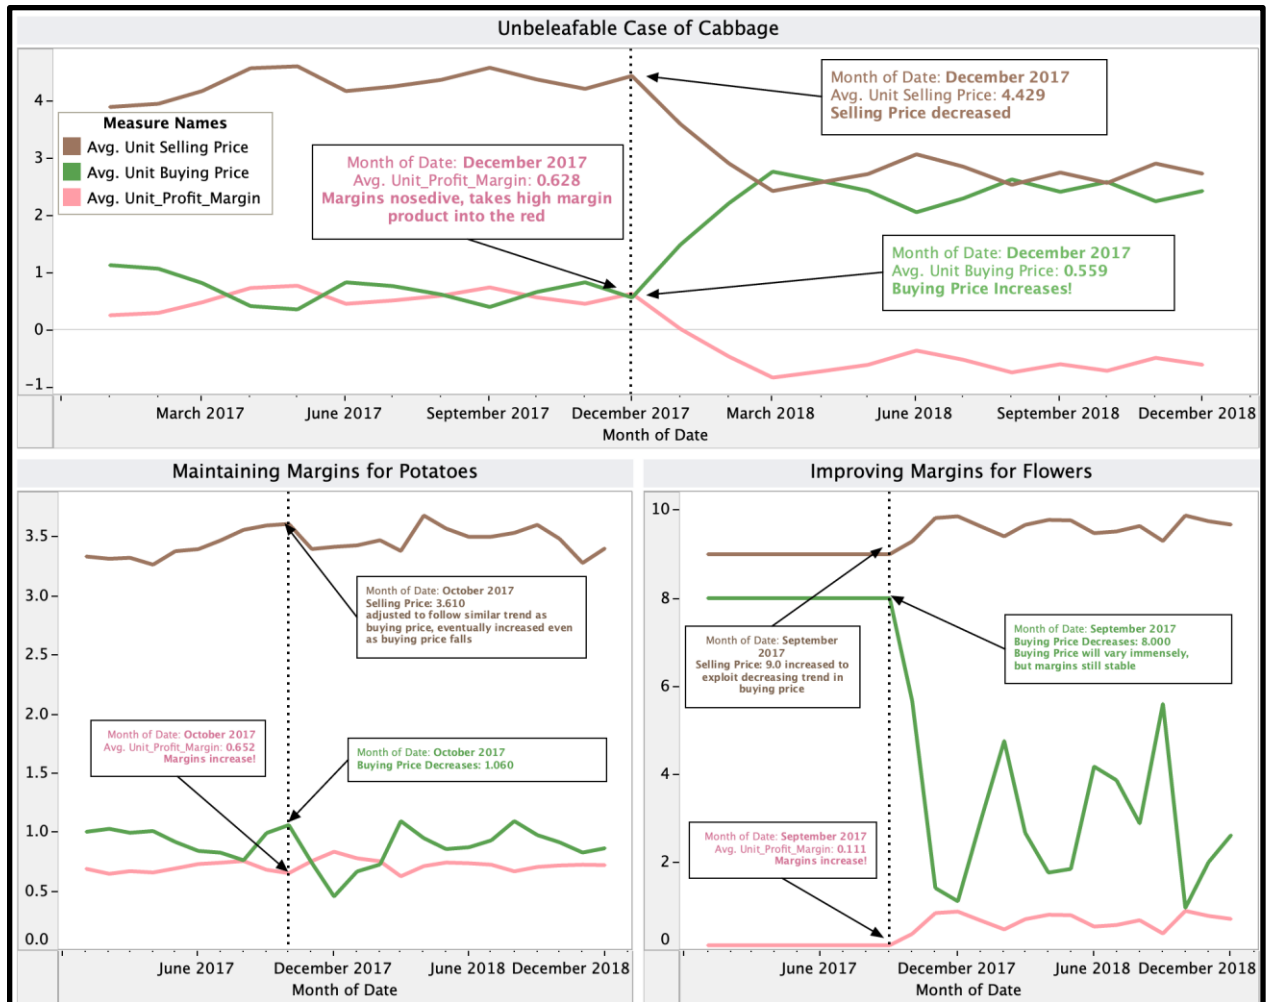 Unbeleafable Case of Cabbage
Month of Date: December 2017
Avg. Unit Selling Price: 4.429
Selling Price decreased
4
Measure Names
Avg. Unit Selling Price
Avg. Unit Buying Price
Avg. Unit_Profit_Margin
3
Month of Date: December 2017
Avg. Unit_Profit_Margin: 0.628
Margins nosedive, takes high margin
product into the red
2
Month of Date: December 2017
Avg. Unit Buying Price: 0.559
Buying Price Increases!
1
0
-1
March 2017
June 2017
September 2017
December 2017
March 2018
June 2018
September 2018
December 2018
Month of Date
Maintaining Margins for Potatoes
3.5
3.0
2.5
2.0
1.5
1.0
0.5
0.0
Month of Date: October 2017
Selling Price: 3.610
adjusted to follow similar trend as
buying price, eventually increased even
as buying price falls
Month of Date: October 2017
Avg. Unit_Profit_Margin: 0.652
Margins increase!
Month of Date: October 2017
Buying Price Decreases: 1.060
June 2017
December 2017
June 2018
December 2018
Month of Date
Improving Margins for Flowers
10
8
6
4
2
0
Month of Date: September
2017
Selling Price: 9.0 increased to
exploit decreasing trend in
buying price
Month of Date: September 2017
Buying Price Decreases: 8.000
Buying Price will vary immensely,
but margins still stable
Month of Date: September 2017
Avg. Unit_Profit_Margin: 0.111
Margins increase!
June 2017
December 2017
June 2018
December 2018
Month of Date